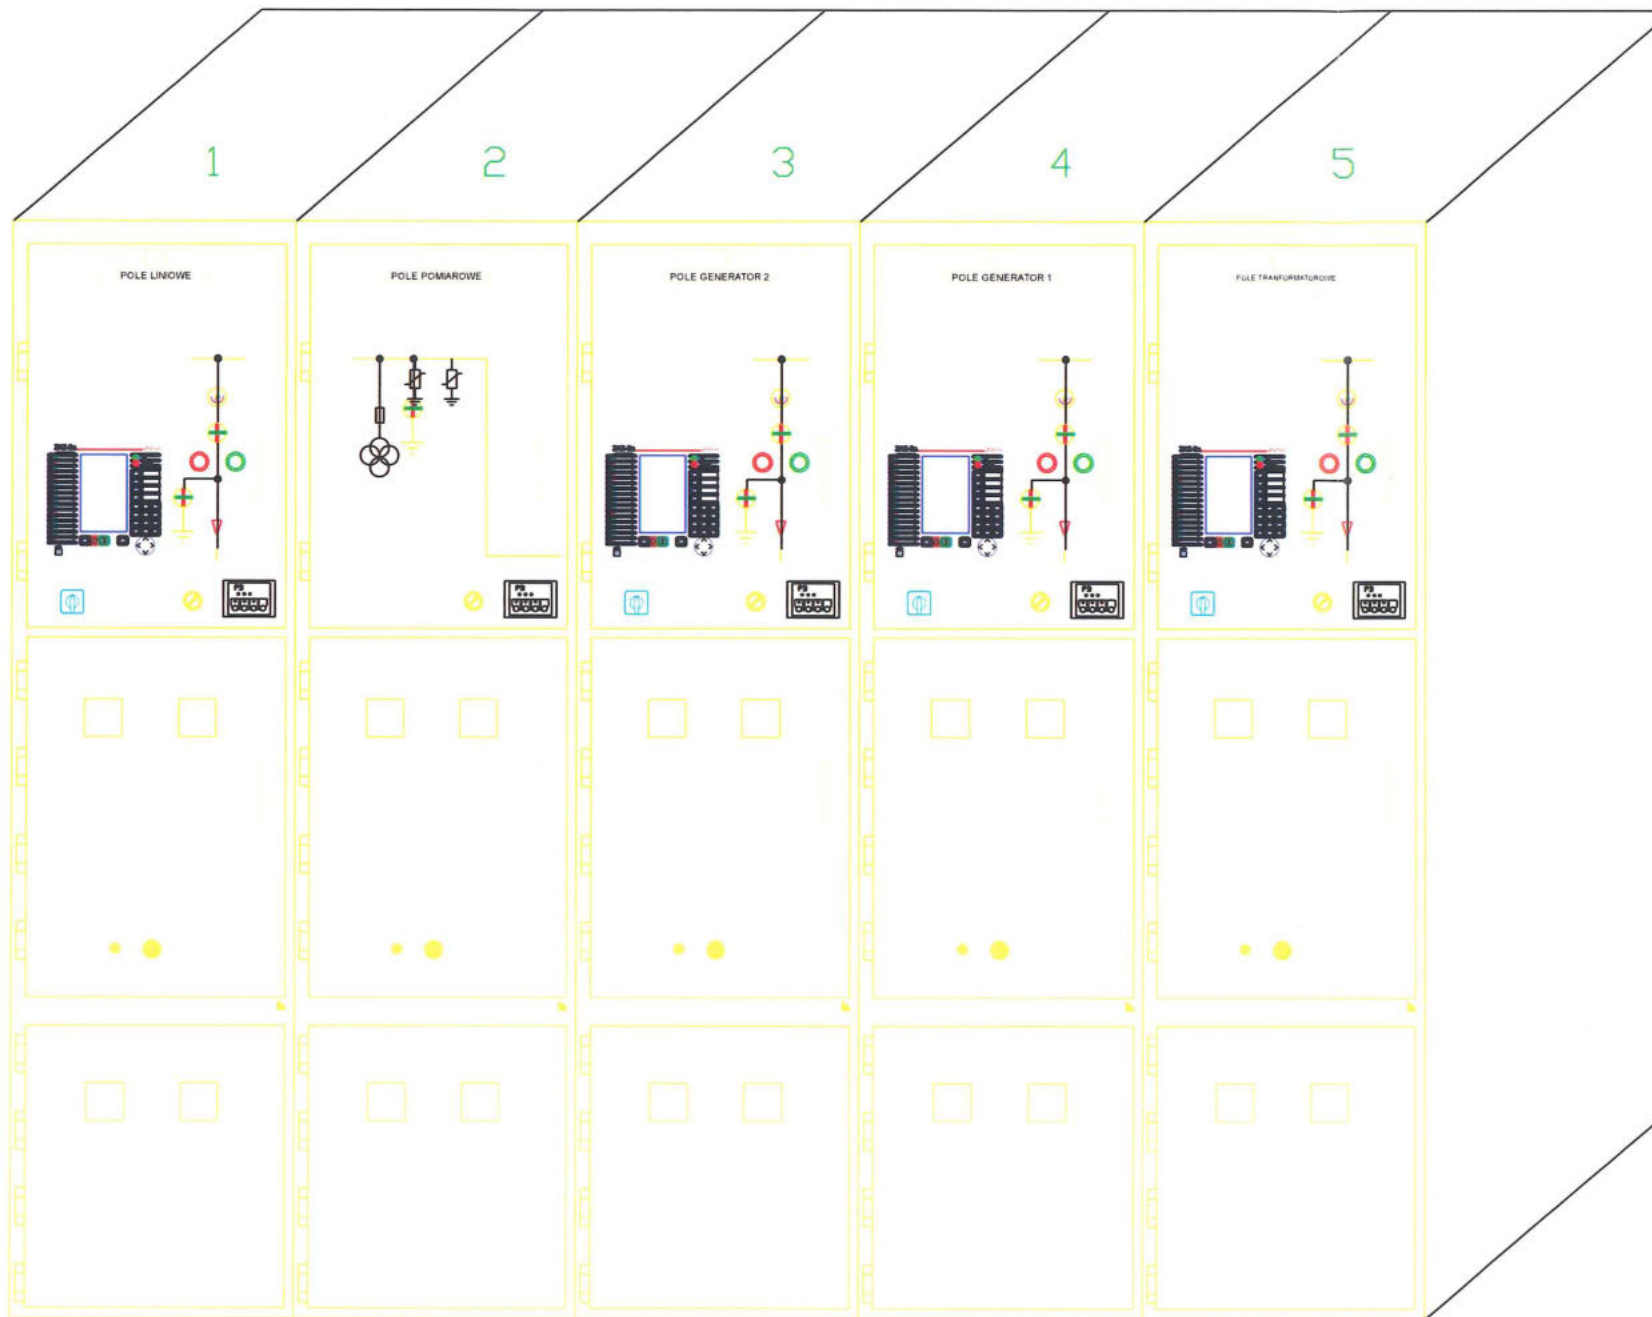 1 2 3 4 5
POLE LINIOWE
POLE POMIAROWE
POLE GENERATOR 2
POLE GENERATOR 1
POLE TRANFORMATOROWE